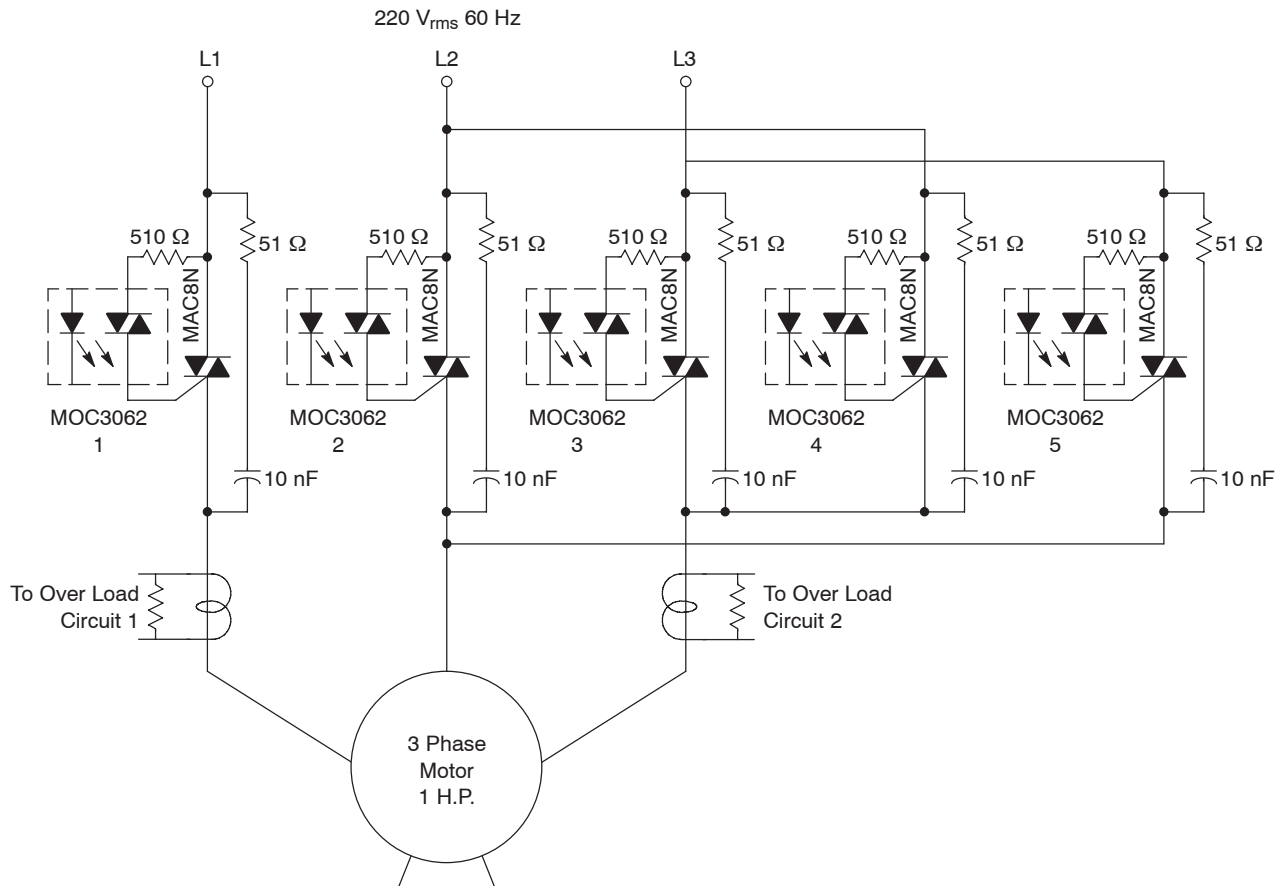 220 Vrms 60 Hz
L1
L2
L3
510 Ω
51 Ω
510 Ω
51 Ω
510 Ω
51 Ω
510 Ω
51 Ω
510 Ω
51 Ω
MAC8N
MAC8N
MAC8N
MAC8N
MAC8N
MOC3062
1
MOC3062
2
MOC3062
3
MOC3062
4
MOC3062
5
10 nF
10 nF
10 nF
10 nF
10 nF
To Over Load
Circuit 1
To Over Load
Circuit 2
3 Phase
Motor
1 H.P.